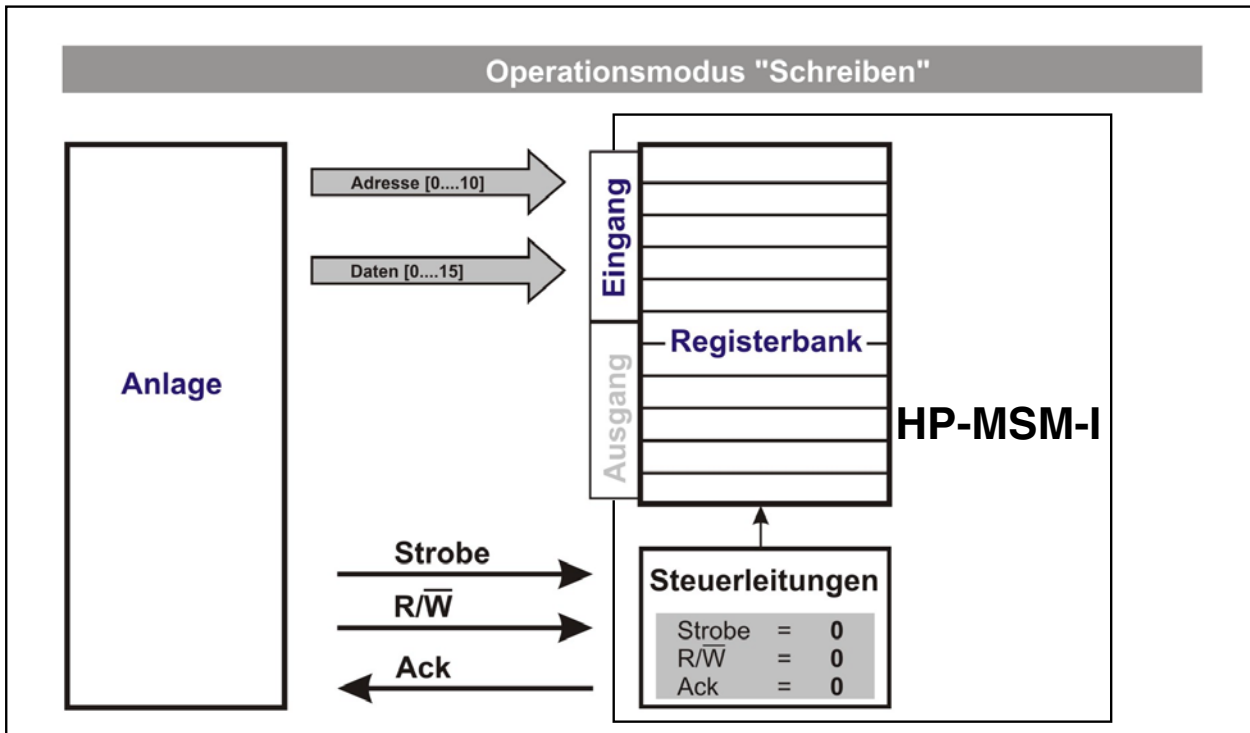 Operationsmodus "Schreiben"
Adresse [0....10]
Daten [0....15]
Anlage
Eingang
Ausgang
Registerbank
HP-MSM-I
Strobe
R/W̅
Ack
Steuerleitungen
Strobe = 0
R/W̅ = 0
Ack = 0